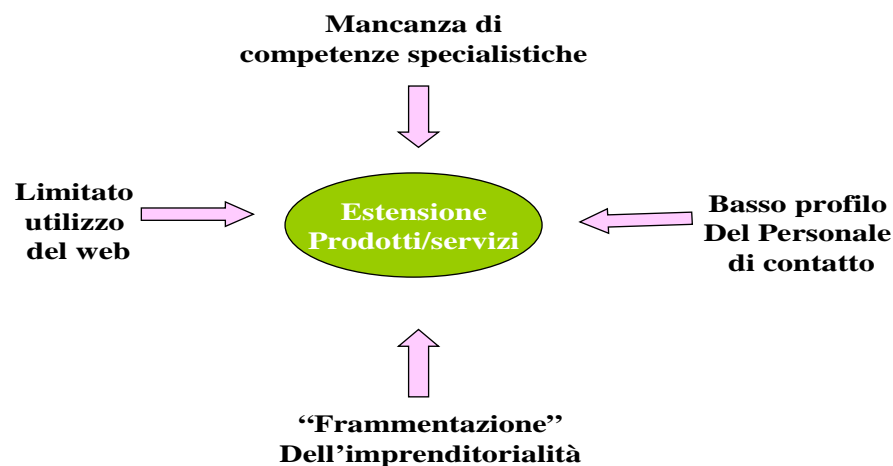 Mancanza di
competenze specialistiche
Limitato
utilizzo
del web
Estensione
Prodotti/servizi
Basso profilo
Del Personale
di contatto
“Frammentazione”
Dell’imprenditorialità